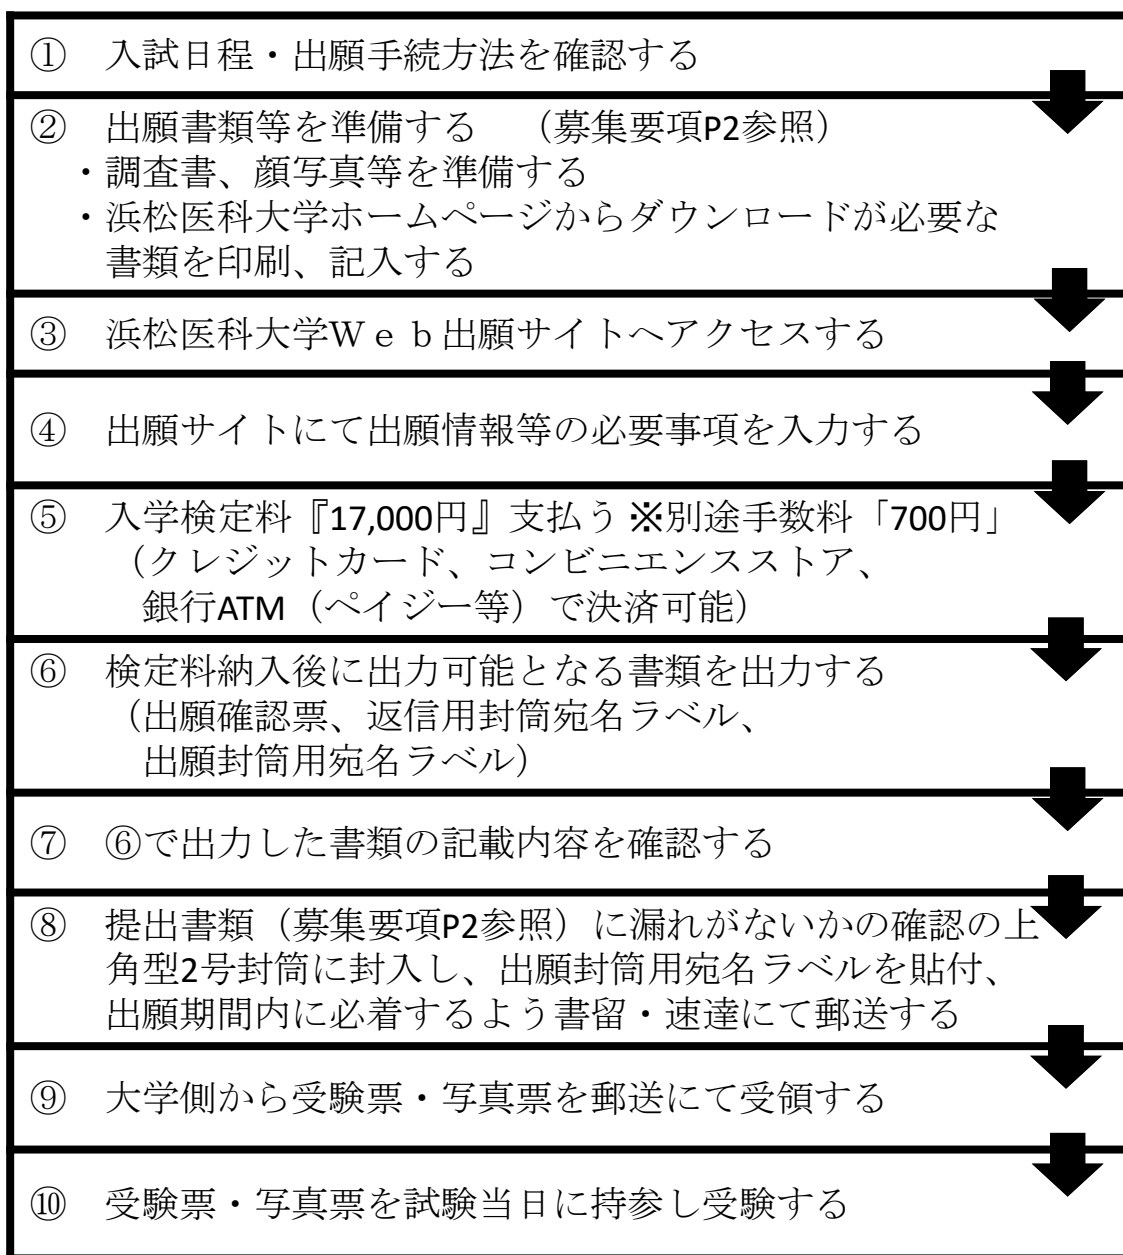 ① 入試日程・出願手続方法を確認する
② 出願書類等を準備する （募集要項P2参照）
・調査書、顔写真等を準備する
・浜松医科大学ホームページからダウンロードが必要な
書類を印刷、記入する
③ 浜松医科大学Ｗｅｂ出願サイトへアクセスする
④ 出願サイトにて出願情報等の必要事項を入力する
⑤ 入学検定料『17,000円』支払う ※別途手数料「700円」
（クレジットカード、コンビニエンスストア、
銀行ATM（ペイジー等）で決済可能）
⑥ 検定料納入後に出力可能となる書類を出力する
（出願確認票、返信用封筒宛名ラベル、
出願封筒用宛名ラベル）
⑦ ⑥で出力した書類の記載内容を確認する
⑧ 提出書類（募集要項P2参照）に漏れがないかの確認の上
角型2号封筒に封入し、出願封筒用宛名ラベルを貼付、
出願期間内に必着するよう書留・速達にて郵送する
⑨ 大学側から受験票・写真票を郵送にて受領する
⑩ 受験票・写真票を試験当日に持参し受験する